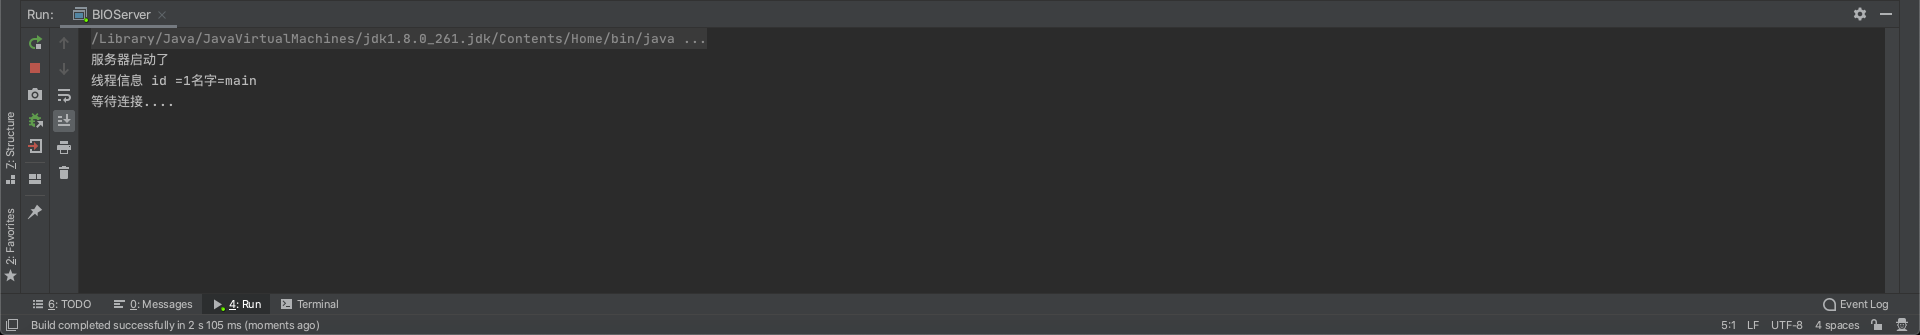 Run: BIOServer
/Library/Java/JavaVirtualMachines/jdk1.8.0_261.jdk/Contents/Home/bin/java ...
服务器启动了
线程信息 id =1名字=main
等待连接....
7: Structure
2: Favorites
6: TODO 0: Messages 4: Run Terminal Event Log
Build completed successfully in 2 s 105 ms (moments ago) 5:1 LF UTF-8 4 spaces